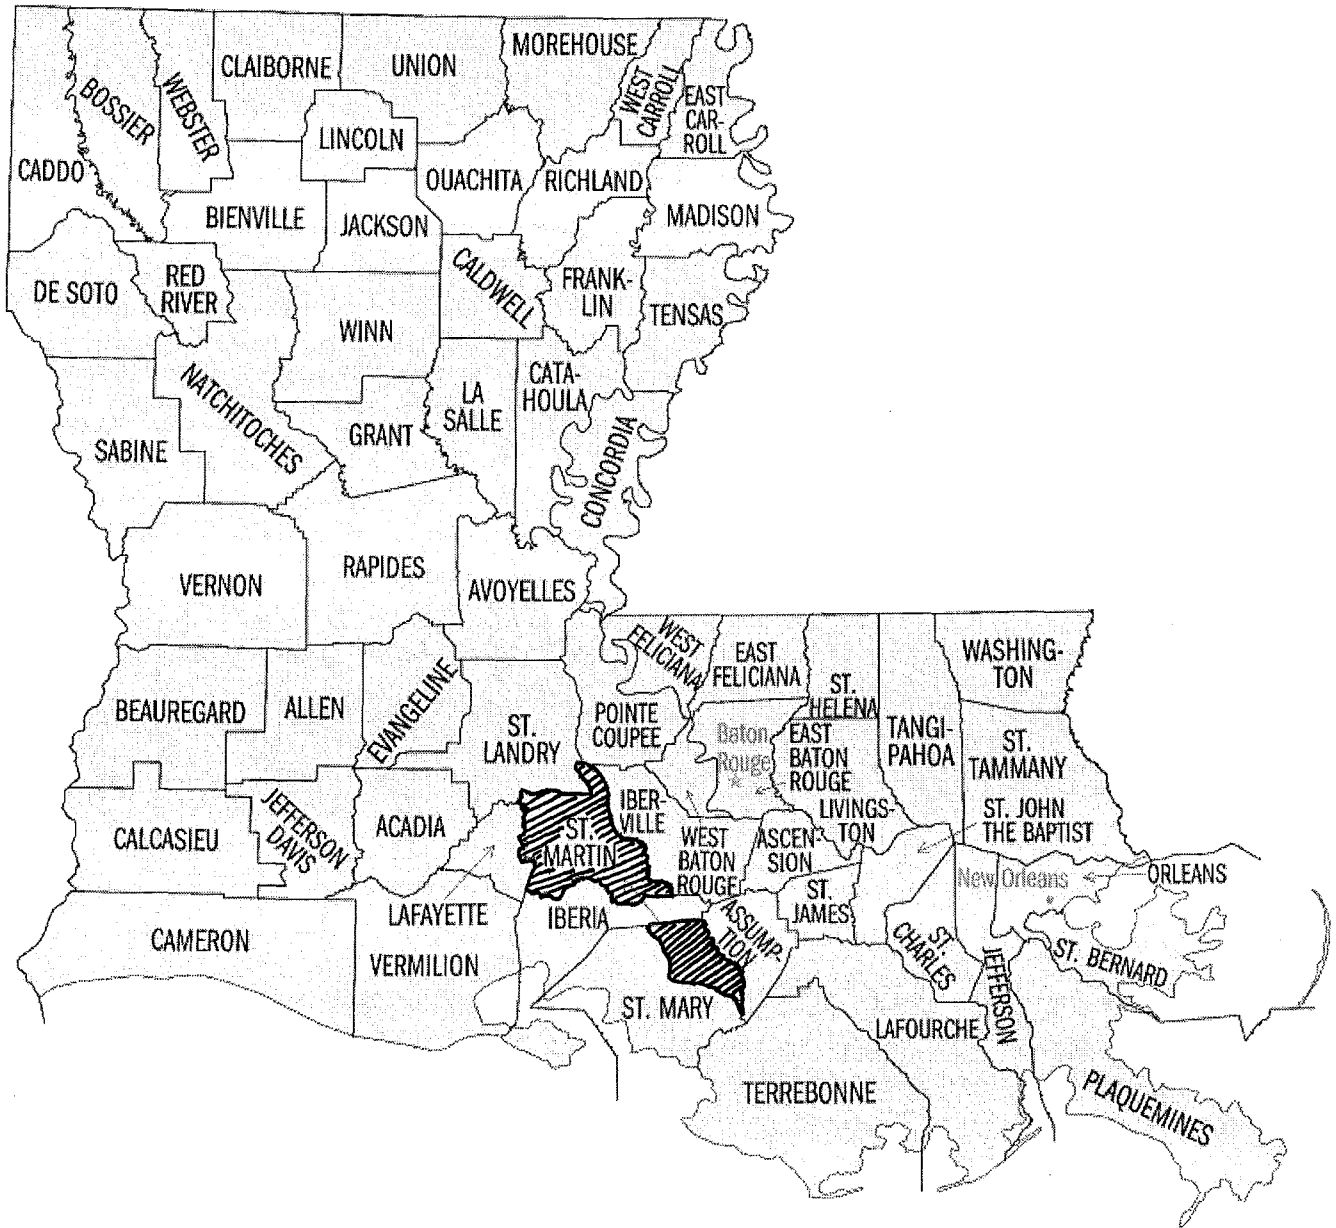 MOREHOUSE
CLAIBORNE
UNION
WEST
CARROLL
BOSSIER
WEBSTER
EAST
CAR-
ROLL
LINCOLN
CADDO
OUACHITA
RICHLAND
BIENVILLE
JACKSON
MADISON
CALDWELL
RED
RIVER
DE SOTO
FRANK-
LIN
TENSAS
WINN
NATCHITOCHES
CATA-
HOULA
LA
SALLE
SABINE
GRANT
CONCORDIA
VERNON
RAPIDES
AVOYELLES
WEST
FELICIANA
EAST
FELICIANA
WASHING-
TON
ST.
HELENA
BEAUREGARD
ALLEN
EVANGELINE
ST.
LANDRY
POINTE
COUPEE
Baton
Rouge
EAST
BATON
ROUGE
TANGI-
PAHOA
ST.
TAMMANY
CALCASIEU
JEFFERSON
DAVIS
ACADIA
ST.
MARTIN
IBER-
VILLE
WEST
BATON
ROUGE
ASCEN-
SION
LIVINGS-
TON
ST. JOHN
THE BAPTIST
New Orleans
ORLEANS
LAFAYETTE
IBERIA
ASSUMP-
TION
ST.
JAMES
ST.
CHARLES
JEFFERSON
ST. BERNARD
CAMERON
VERMILION
ST. MARY
LAFOURCHE
TERREBONNE
PLAQUEMINES